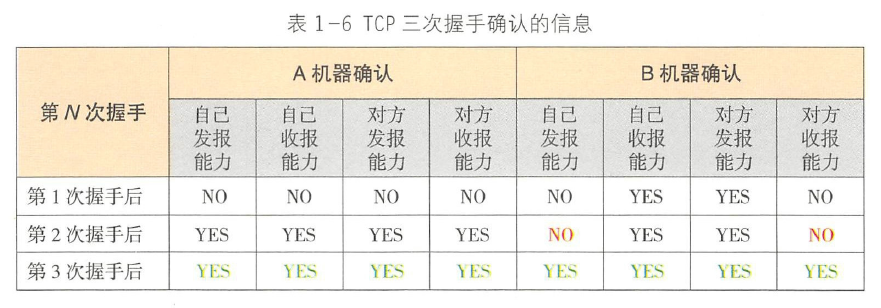 表 1-6 TCP 三次握手确认的信息
第 N 次握手 A 机器确认 B 机器确认
自己发报能力 自己收报能力 对方发报能力 对方收报能力 自己发报能力 自己收报能力 对方发报能力 对方收报能力
第 1 次握手后 NO NO NO NO NO YES YES NO
第 2 次握手后 YES YES YES YES NO YES YES NO
第 3 次握手后 YES YES YES YES YES YES YES YES